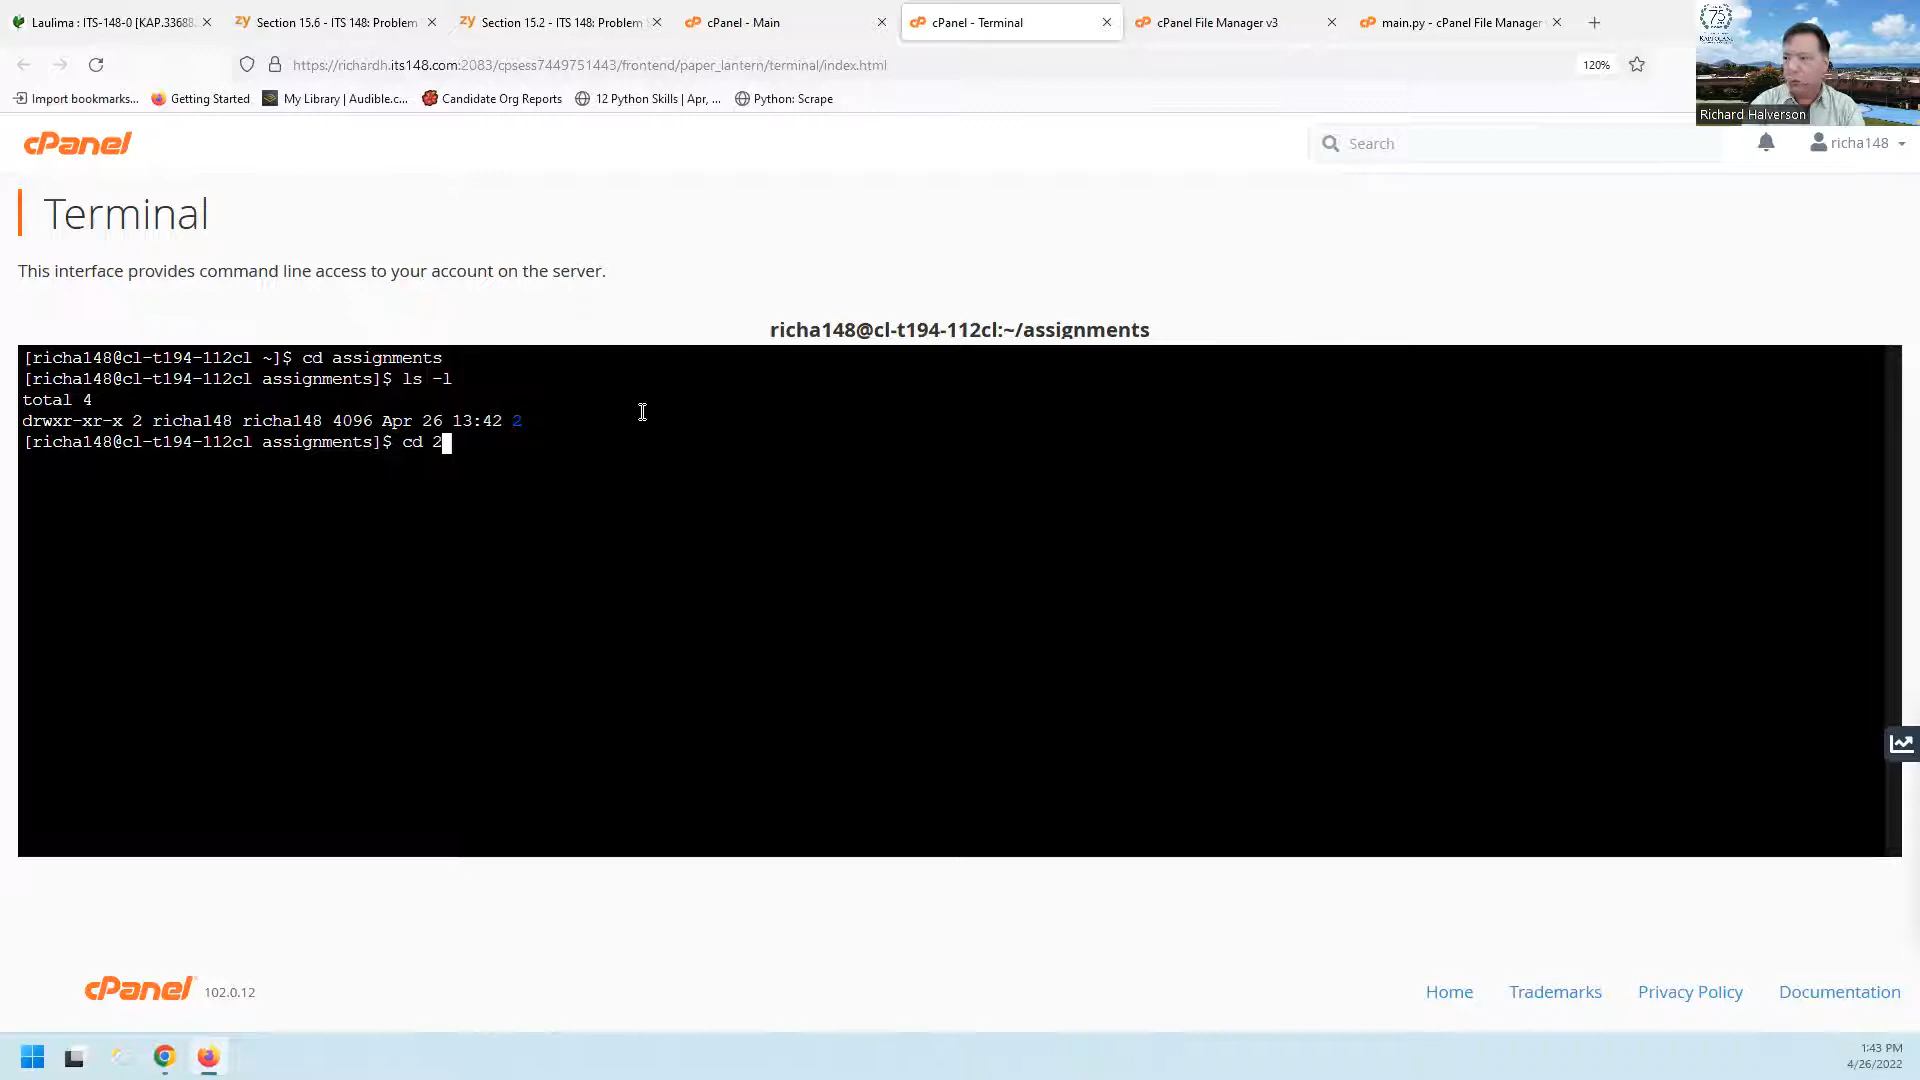 Laulima : ITS-148-0 [KAP.33688.
zy Section 15.6 - ITS 148: Problem
zy Section 15.2 - ITS 148: Problem
cPanel - Main
cPanel - Terminal
cPanel File Manager v3
main.py - cPanel File Manager
https://richardh.its148.com:2083/cpsess7449751443/frontend/paper_lantern/terminal/index.html
120%
Import bookmarks...
Getting Started
My Library | Audible.c...
Candidate Org Reports
12 Python Skills | Apr, ...
Python: Scrape
75
Richard Halverson
cPanel
Search
richa148
Terminal
This interface provides command line access to your account on the server.
richa148@cl-t194-112cl:~/assignments
[richa148@cl-t194-112cl ~]$ cd assignments
[richa148@cl-t194-112cl assignments]$ ls -l
total 4
drwxr-xr-x 2 richa148 richa148 4096 Apr 26 13:42 2
[richa148@cl-t194-112cl assignments]$ cd 2
cPanel 102.0.12
Home
Trademarks
Privacy Policy
Documentation
1:43 PM
4/26/2022